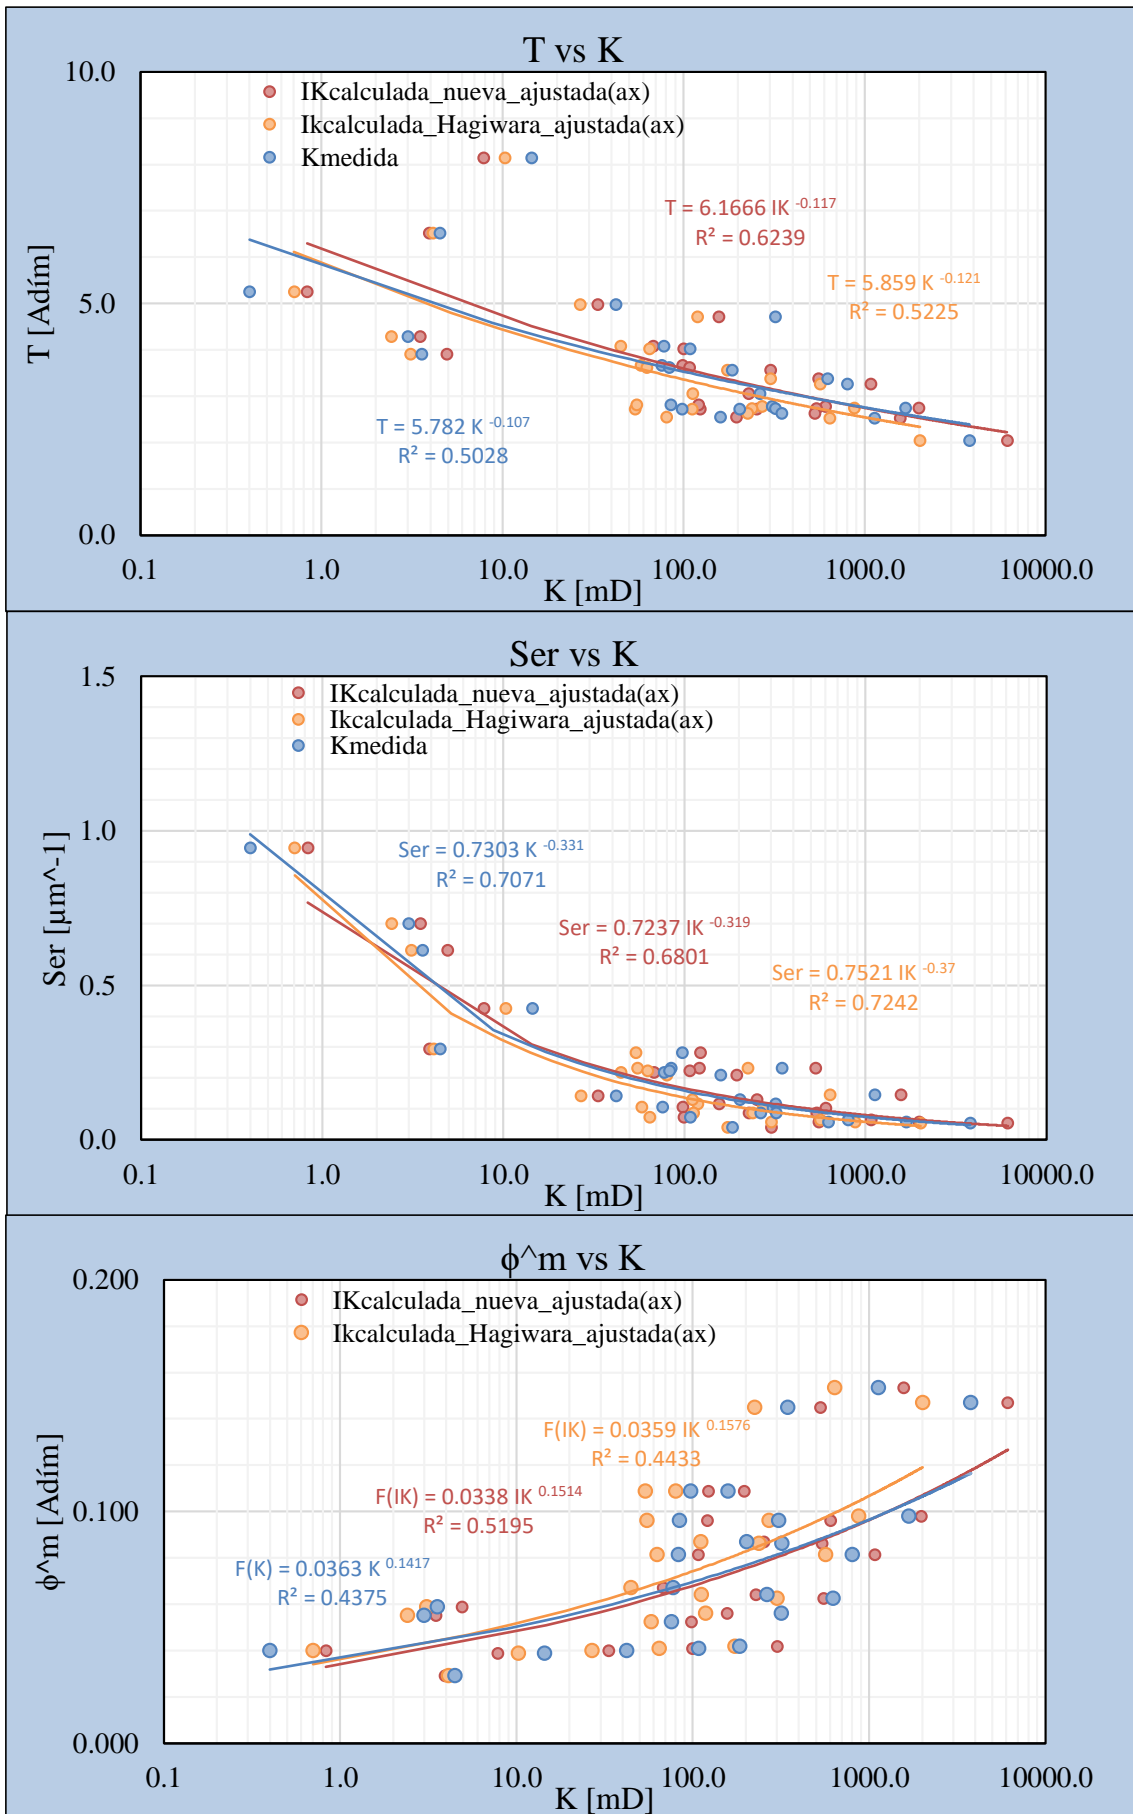 T vs K
10.0
IKcalculada_nueva_ajustada(ax)
Ikcalculada_Hagiwara_ajustada(ax)
Kmedida
T = 6.1666 IK -0.117
R² = 0.6239
T = 5.859 K -0.121
R² = 0.5225
5.0
T [Adím]
T = 5.782 K -0.107
R² = 0.5028
0.0
0.1 1.0 10.0 100.0 1000.0 10000.0
K [mD]
Ser vs K
1.5
IKcalculada_nueva_ajustada(ax)
Ikcalculada_Hagiwara_ajustada(ax)
Kmedida
1.0
Ser = 0.7303 K -0.331
R² = 0.7071
Ser [µm^-1]
Ser = 0.7237 IK -0.319
R² = 0.6801
Ser = 0.7521 IK -0.37
R² = 0.7242
0.5
0.0
0.1 1.0 10.0 100.0 1000.0 10000.0
K [mD]
ϕ^m vs K
0.200
IKcalculada_nueva_ajustada(ax)
Ikcalculada_Hagiwara_ajustada(ax)
F(IK) = 0.0359 IK 0.1576
R² = 0.4433
F(IK) = 0.0338 IK 0.1514
R² = 0.5195
0.100
ϕ^m [Adím]
F(K) = 0.0363 K 0.1417
R² = 0.4375
0.000
0.1 1.0 10.0 100.0 1000.0 10000.0
K [mD]